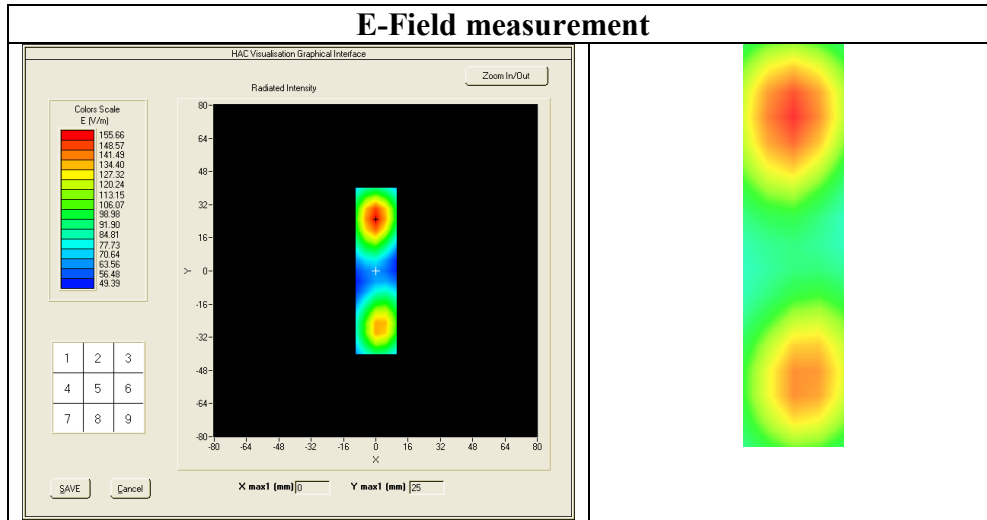 E-Field measurement
HAC Visualisation Graphical Interface
Zoom In/Out
Radiated Intensity
Colors Scale
E (V/m)
155.66
148.57
141.49
134.40
127.32
120.24
113.15
106.07
98.98
91.90
84.81
77.73
70.64
63.56
56.48
49.39
80
64
48
32
16
0
-16
-32
-48
-64
-80
Y
-80 -64 -48 -32 -16 0 16 32 48 64 80
X
1 2 3
4 5 6
7 8 9
SAVE Cancel
X max1 (mm) 0 Y max1 (mm) 25